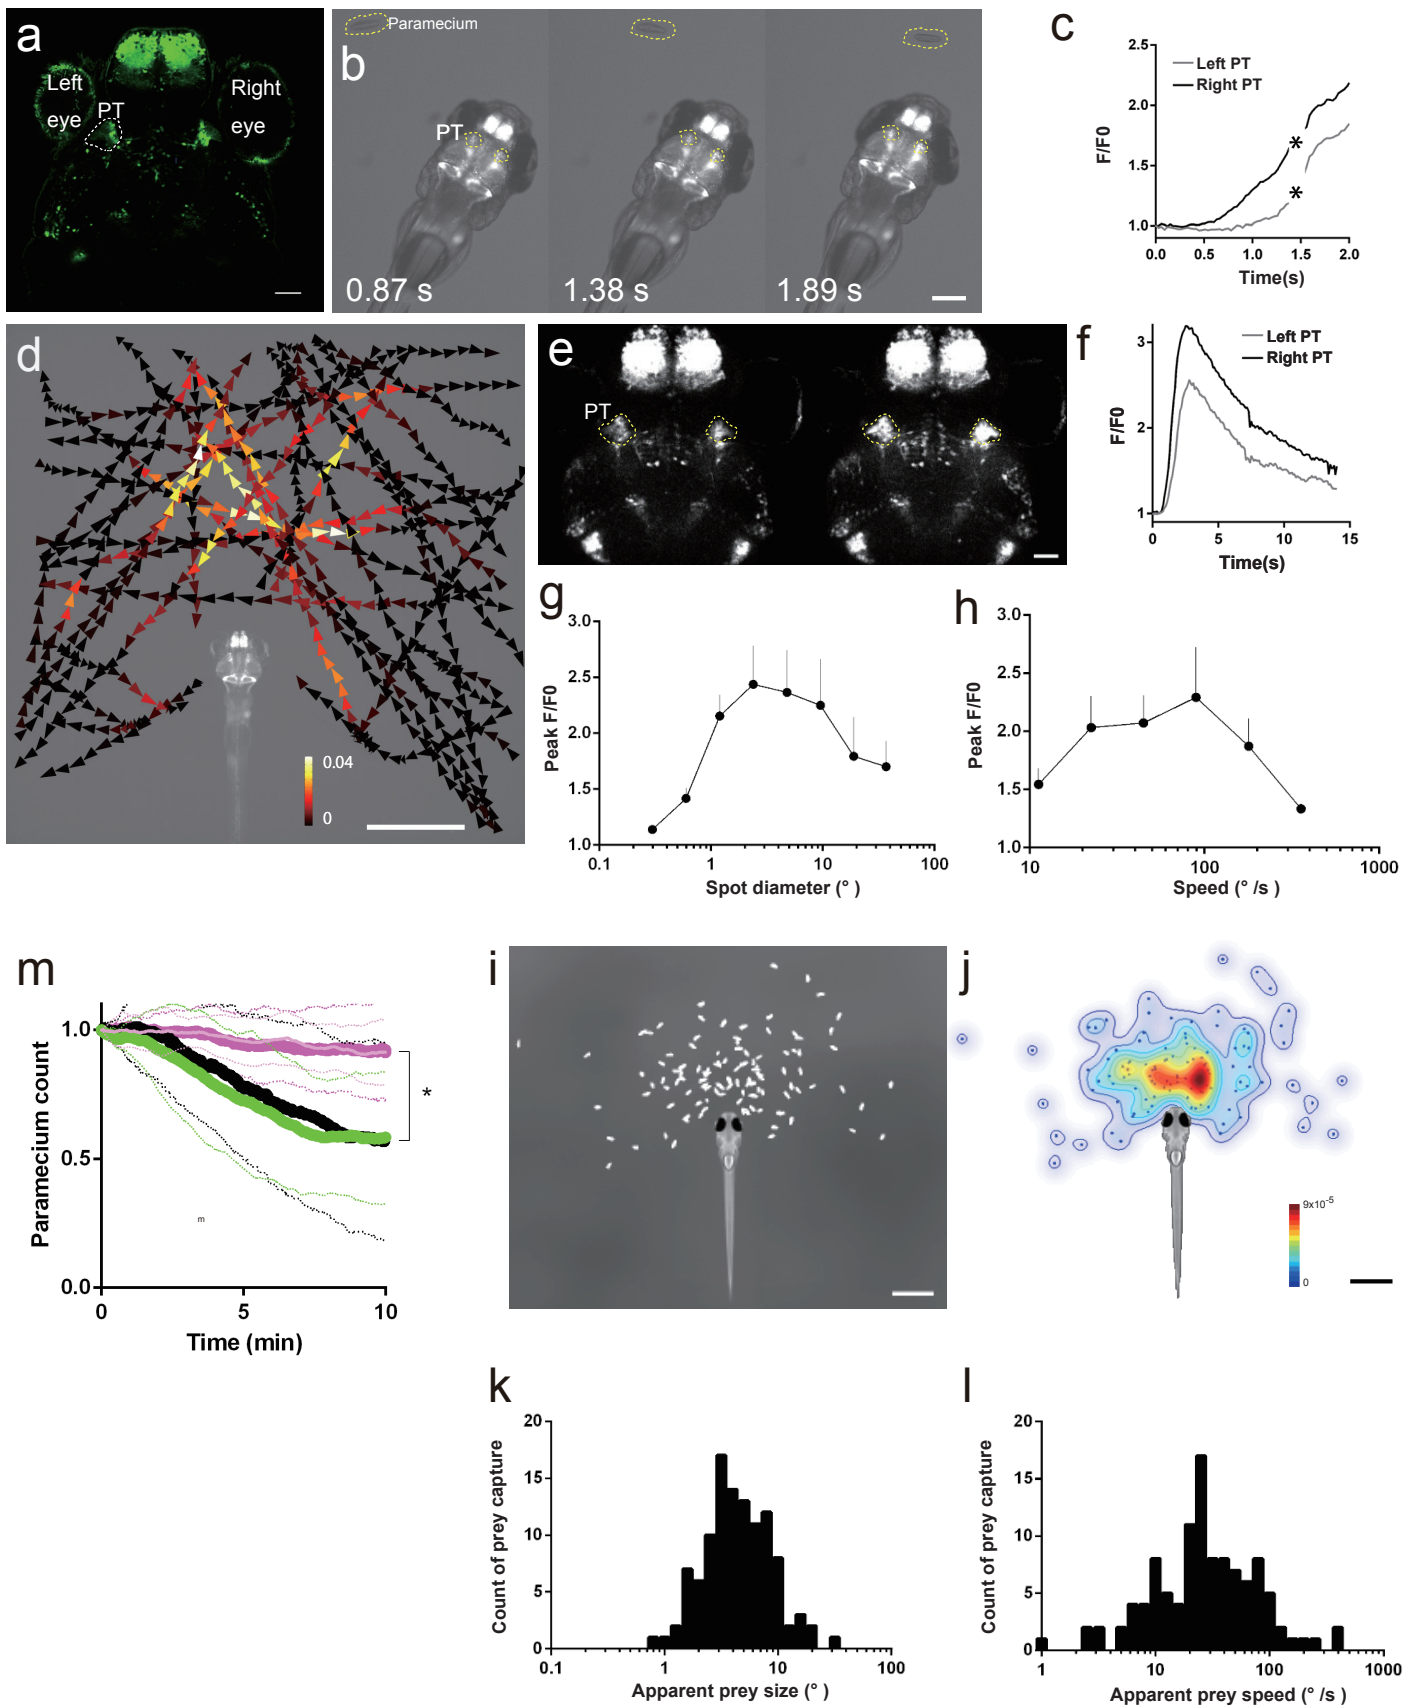 a
Left
eye
PT
Right
eye
b
Paramecium
PT
0.87 s
1.38 s
1.89 s
c
2.5
2.0
1.5
1.0
F/F0
Left PT
Right PT
*
*
0.0 0.5 1.0 1.5 2.0
Time(s)
d
0.04
0
e
PT
f
3
2
1
F/F0
Left PT
Right PT
0 5 10 15
Time(s)
g
3.0
2.5
2.0
1.5
1.0
Peak F/F0
0.1 1 10 100
Spot diameter (° )
h
3.0
2.5
2.0
1.5
1.0
Peak F/F0
10 100 1000
Speed (° /s )
m
1.0
0.5
0.0
Paramecium count
*
m
0 5 10
Time (min)
i
j
9x10-5
0
k
20
15
10
5
0
Count of prey capture
0.1 1 10 100
Apparent prey size (° )
l
20
15
10
5
0
Count of prey capture
1 10 100 1000
Apparent prey speed (° /s )